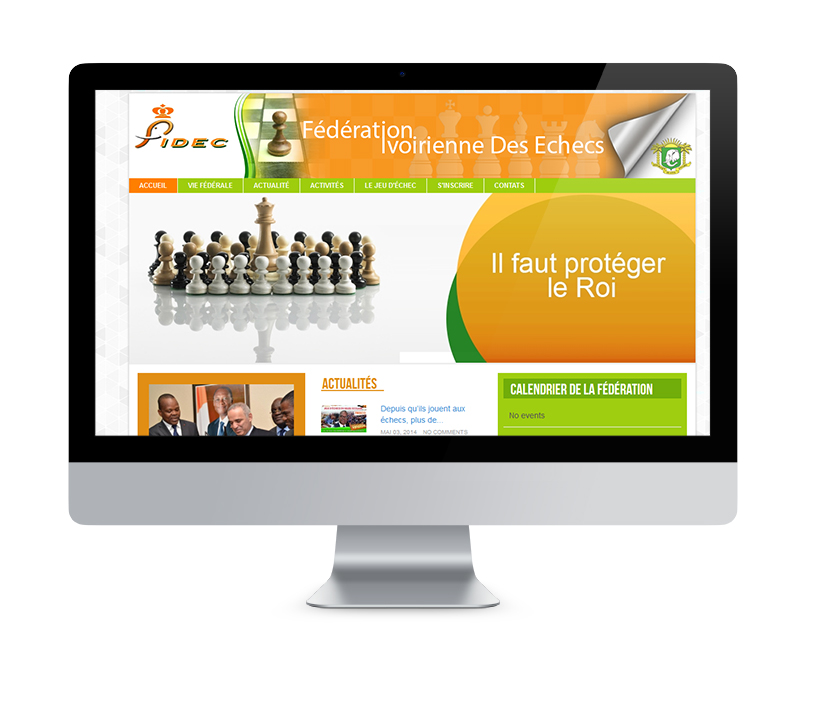 FIDEC
Fédération
Ivoirienne Des Echecs
ACCUEIL
VIE FÉDÉRALE
ACTUALITÉ
ACTIVITÉS
LE JEU D'ÉCHEC
S'INSCRIRE
CONTATS
Il faut protéger
le Roi
ACTUALITÉS
Depuis qu'ils jouent aux
échecs, plus de...
MAI 03, 2014 NO COMMENTS
CALENDRIER DE LA FÉDÉRATION
No events